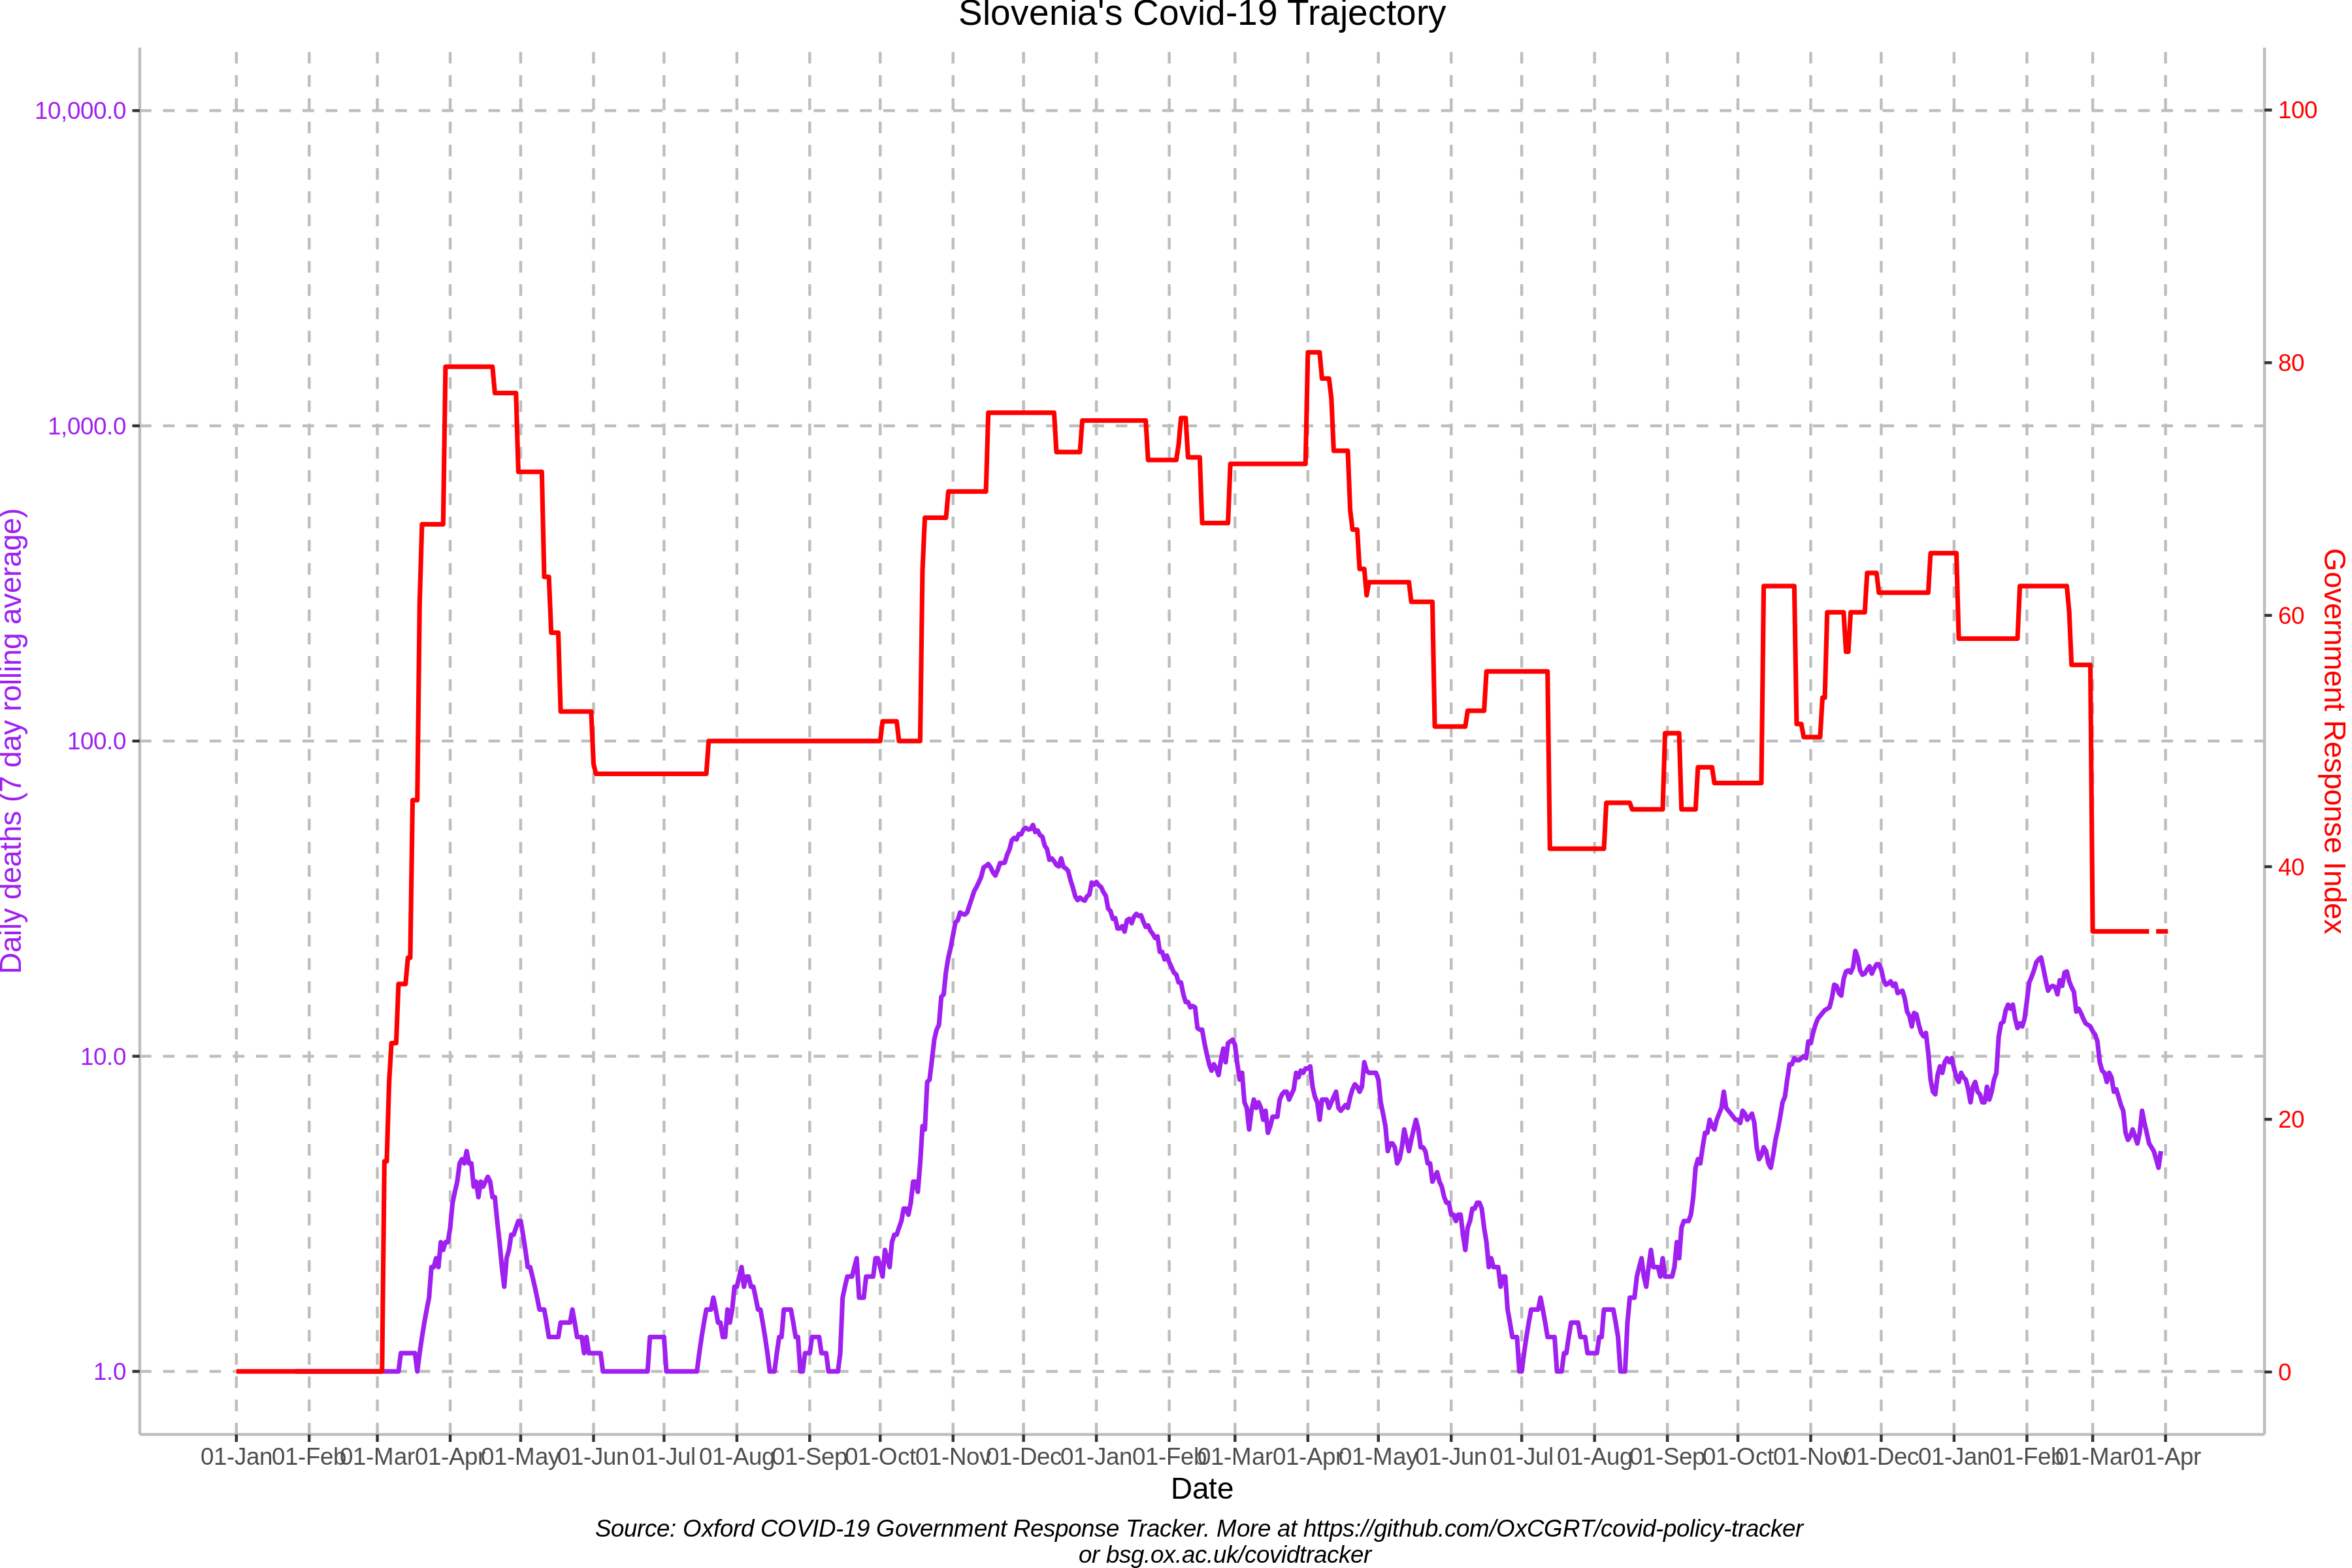 Slovenia's Covid-19 Trajectory
10,000.0
1,000.0
100.0
10.0
1.0
Daily deaths (7 day rolling average)
100
80
60
40
20
0
Government Response Index
01-Jan 01-Feb 01-Mar 01-Apr 01-May 01-Jun 01-Jul 01-Aug 01-Sep 01-Oct 01-Nov 01-Dec 01-Jan 01-Feb 01-Mar 01-Apr 01-May 01-Jun 01-Jul 01-Aug 01-Sep 01-Oct 01-Nov 01-Dec 01-Jan 01-Feb 01-Mar 01-Apr
Date
Source: Oxford COVID-19 Government Response Tracker. More at https://github.com/OxCGRT/covid-policy-tracker
or bsg.ox.ac.uk/covidtracker